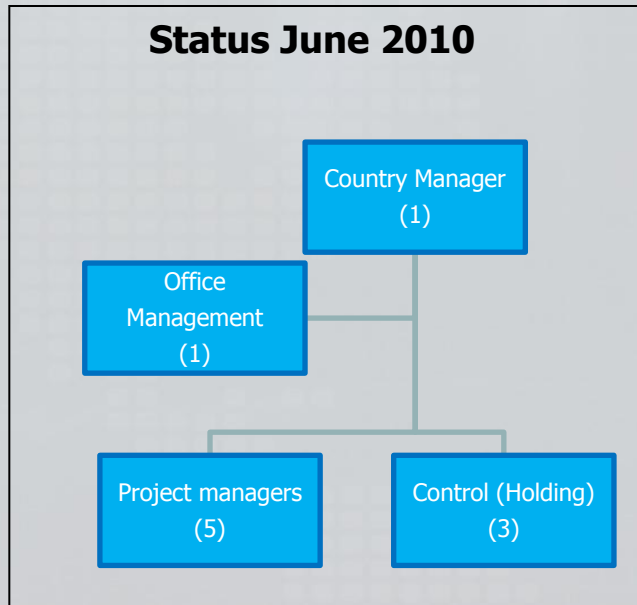 Status June 2010
Country Manager
(1)
Office
Management
(1)
Project managers
(5)
Control (Holding)
(3)